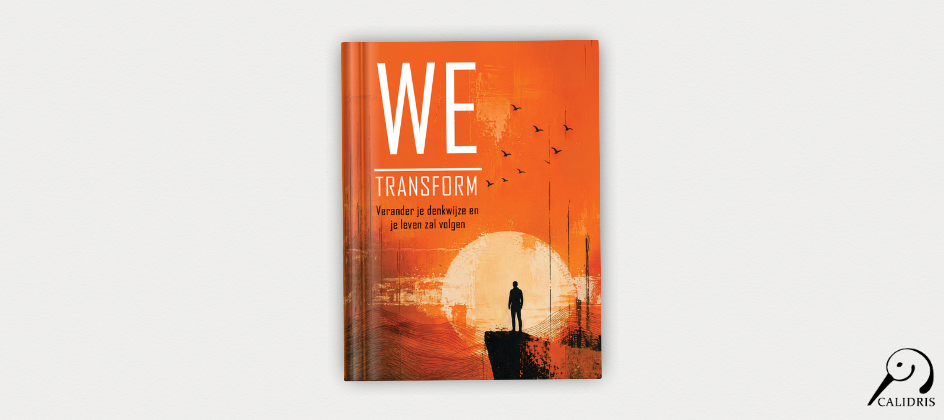 WE
TRANSFORM
Verander je denkwijze en
je leven zal volgen
CALIDRIS